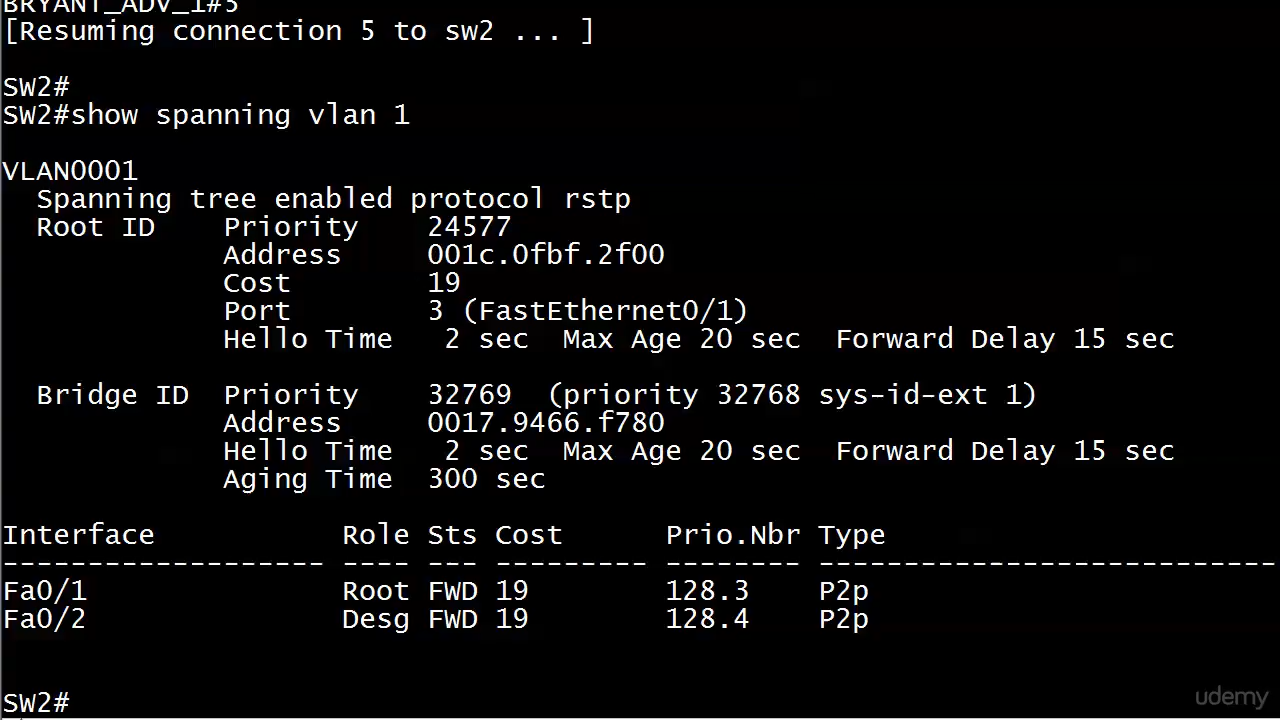 BRYANT_ADV_1#5
[Resuming connection 5 to sw2 ... ]
SW2#
SW2#show spanning vlan 1
VLAN0001
Spanning tree enabled protocol rstp
Root ID Priority 24577
Address 001c.0fbf.2f00
Cost 19
Port 3 (FastEthernet0/1)
Hello Time 2 sec Max Age 20 sec Forward Delay 15 sec
Bridge ID Priority 32769 (priority 32768 sys-id-ext 1)
Address 0017.9466.f780
Hello Time 2 sec Max Age 20 sec Forward Delay 15 sec
Aging Time 300 sec
Interface Role Sts Cost Prio.Nbr Type
------------------- ---- --- --------- -------- ---------------------------
Fa0/1 Root FWD 19 128.3 P2p
Fa0/2 Desg FWD 19 128.4 P2p
SW2#
udemy